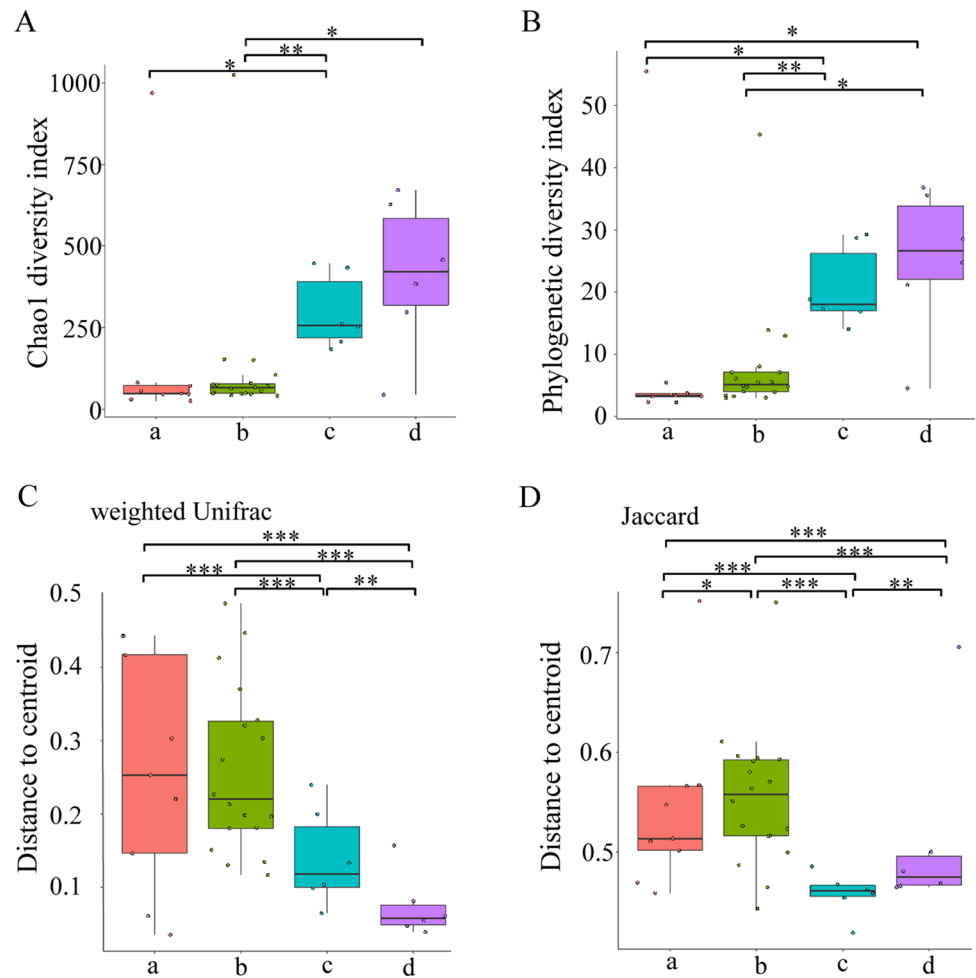 A
Chao1 diversity index
1000
750
500
250
0
*
**
*
a b c d
B
Phylogenetic diversity index
50
40
30
20
10
0
*
*
**
*
a b c d
C
weighted Unifrac
Distance to centroid
0.5
0.4
0.3
0.2
0.1
***
***
*** *** **
a b c d
D
Jaccard
Distance to centroid
0.7
0.6
0.5
***
***
***
* *** **
a b c d